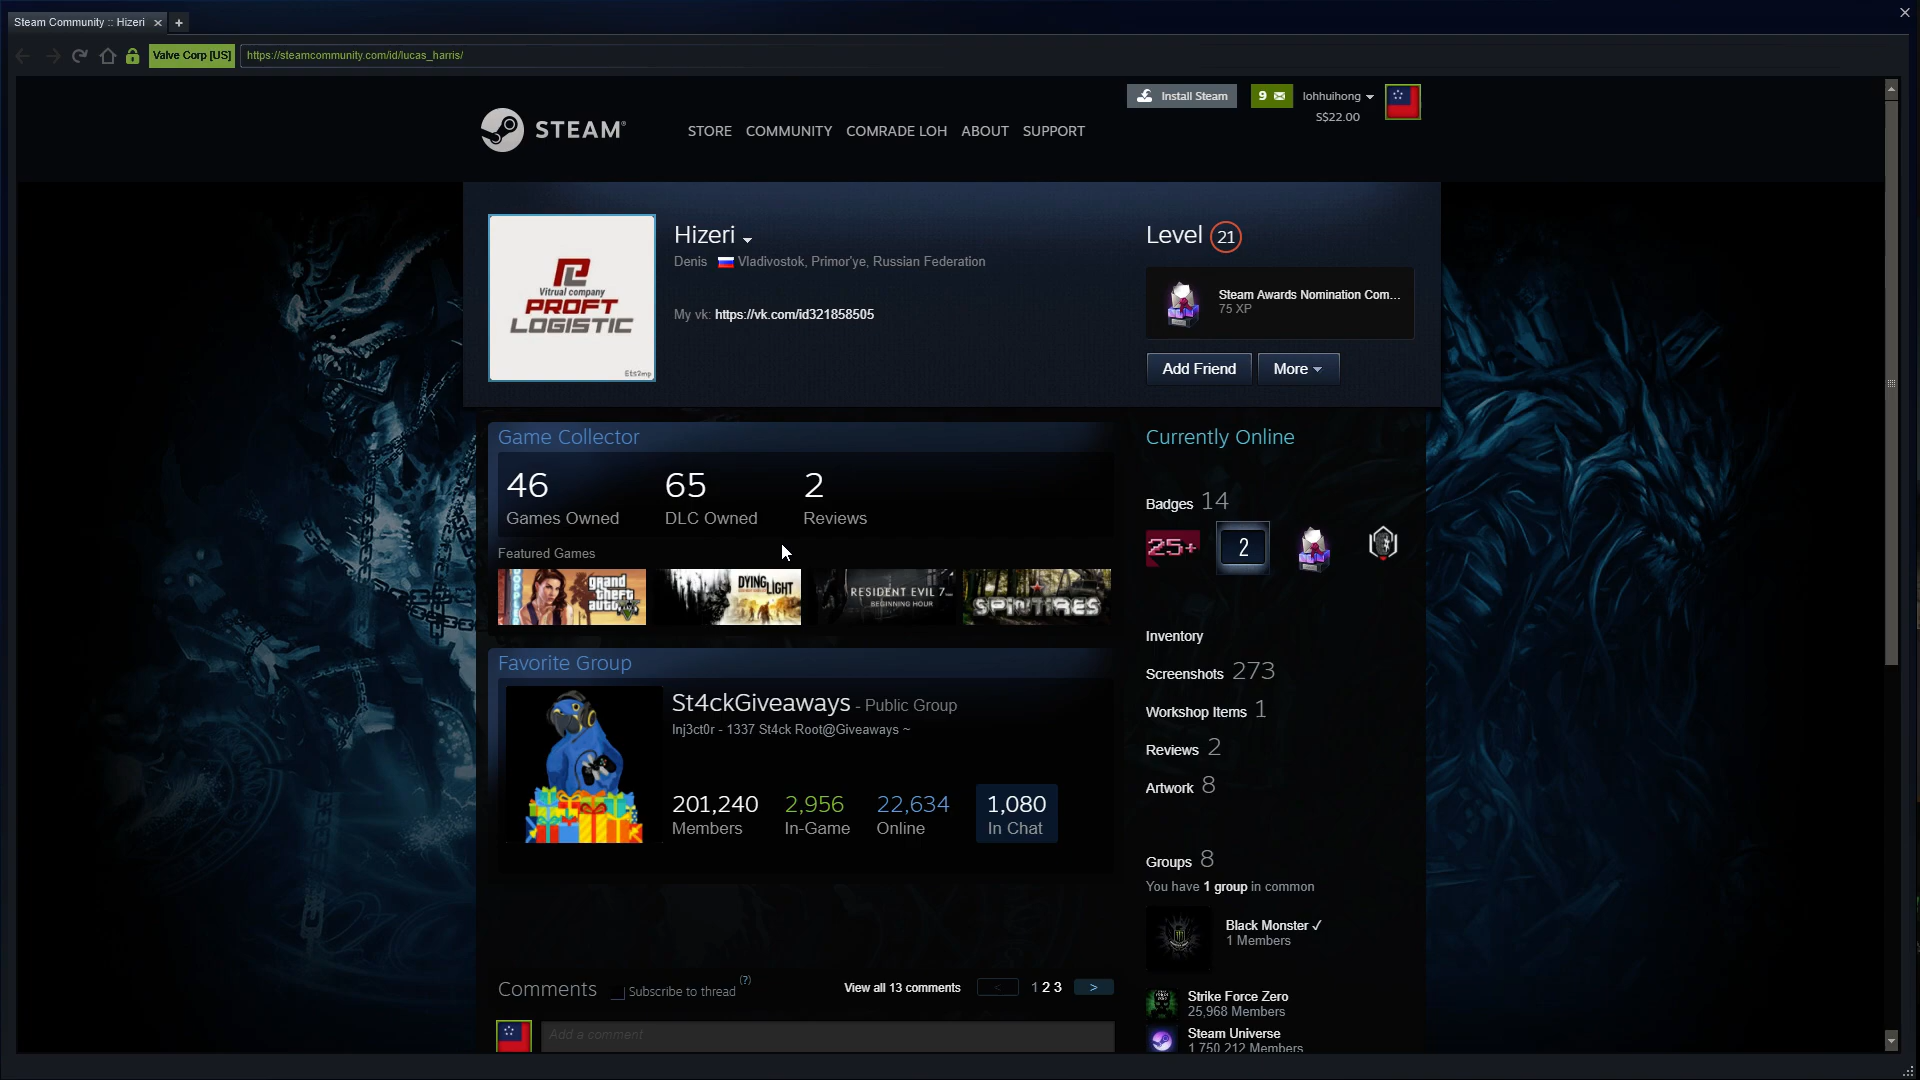 Steam Community :: Hizeri
Valve Corp [US]
https://steamcommunity.com/id/lucas_harris/
Install Steam
9
lohhuihong
S$22.00
STEAM®
STORE COMMUNITY COMRADE LOH ABOUT SUPPORT
PL
Vitrual company
PROFT
LOGISTIC
Ets2mp
Hizeri
Denis Vladivostok, Primor'ye, Russian Federation
My vk: https://vk.com/id321858505
Level 21
Steam Awards Nomination Com...
75 XP
Add Friend
More
Game Collector
46 65 2
Games Owned DLC Owned Reviews
Featured Games
grand
theft
auto V
DYING LIGHT
RESIDENT EVIL 7
BEGINNING HOUR
SPINTIRES
Favorite Group
St4ckGiveaways - Public Group
Inj3ct0r - 1337 St4ck Root@Giveaways ~
201,240 2,956 22,634 1,080
Members In-Game Online In Chat
Comments Subscribe to thread (?)
View all 13 comments < 1 2 3 >
Add a comment
Currently Online
Badges 14
25+ 2
Inventory
Screenshots 273
Workshop Items 1
Reviews 2
Artwork 8
Groups 8
You have 1 group in common
Black Monster ✓
1 Members
Strike Force Zero
25,968 Members
Steam Universe
1,750,212 Members